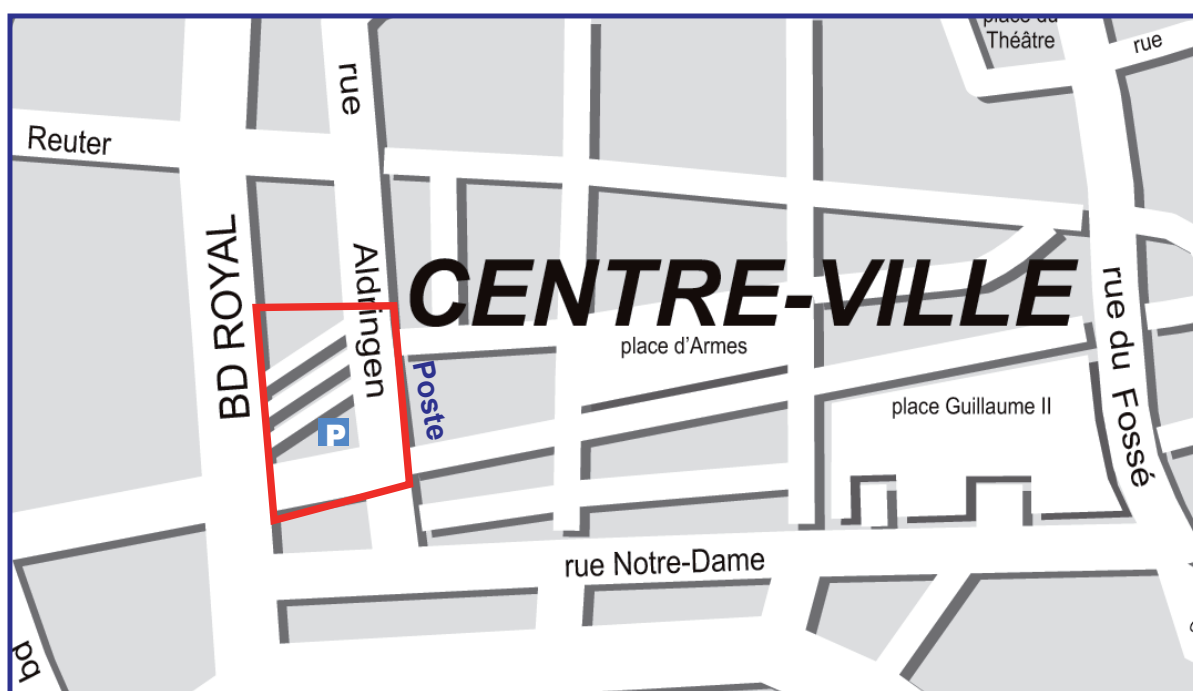 place du
Théâtre
rue
rue
Reuter
BD ROYAL
Aldringen
CENTRE-VILLE
place d'Armes
Poste
place Guillaume II
rue du Fossé
P
rue Notre-Dame
bd